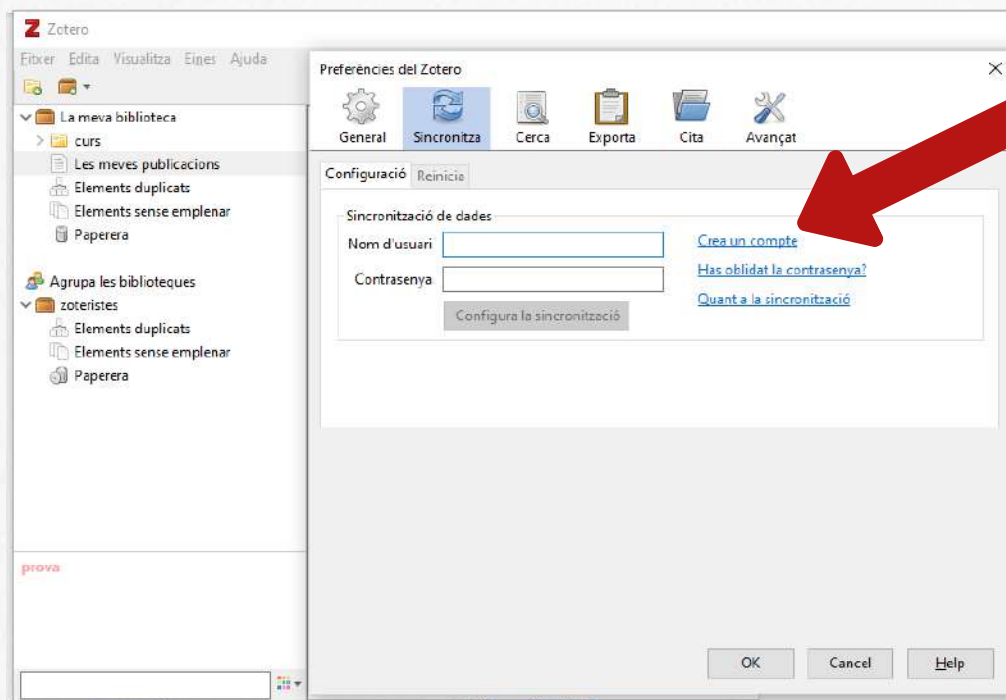 Zotero
Fitxer Edita Visualitza Eines Ajuda
La meva biblioteca
curs
Les meves publicacions
Elements duplicats
Elements sense emplenar
Paperera
Agrupa les biblioteques
zoteristes
Elements duplicats
Elements sense emplenar
Paperera
prova
Preferències del Zotero
General Sincronitza Cerca Exporta Cita Avançat
Configuració Reinicia
Sincronització de dades
Nom d'usuari
Crea un compte
Contrasenya
Has oblidat la contrasenya?
Quant a la sincronització
Configura la sincronització
OK Cancel Help